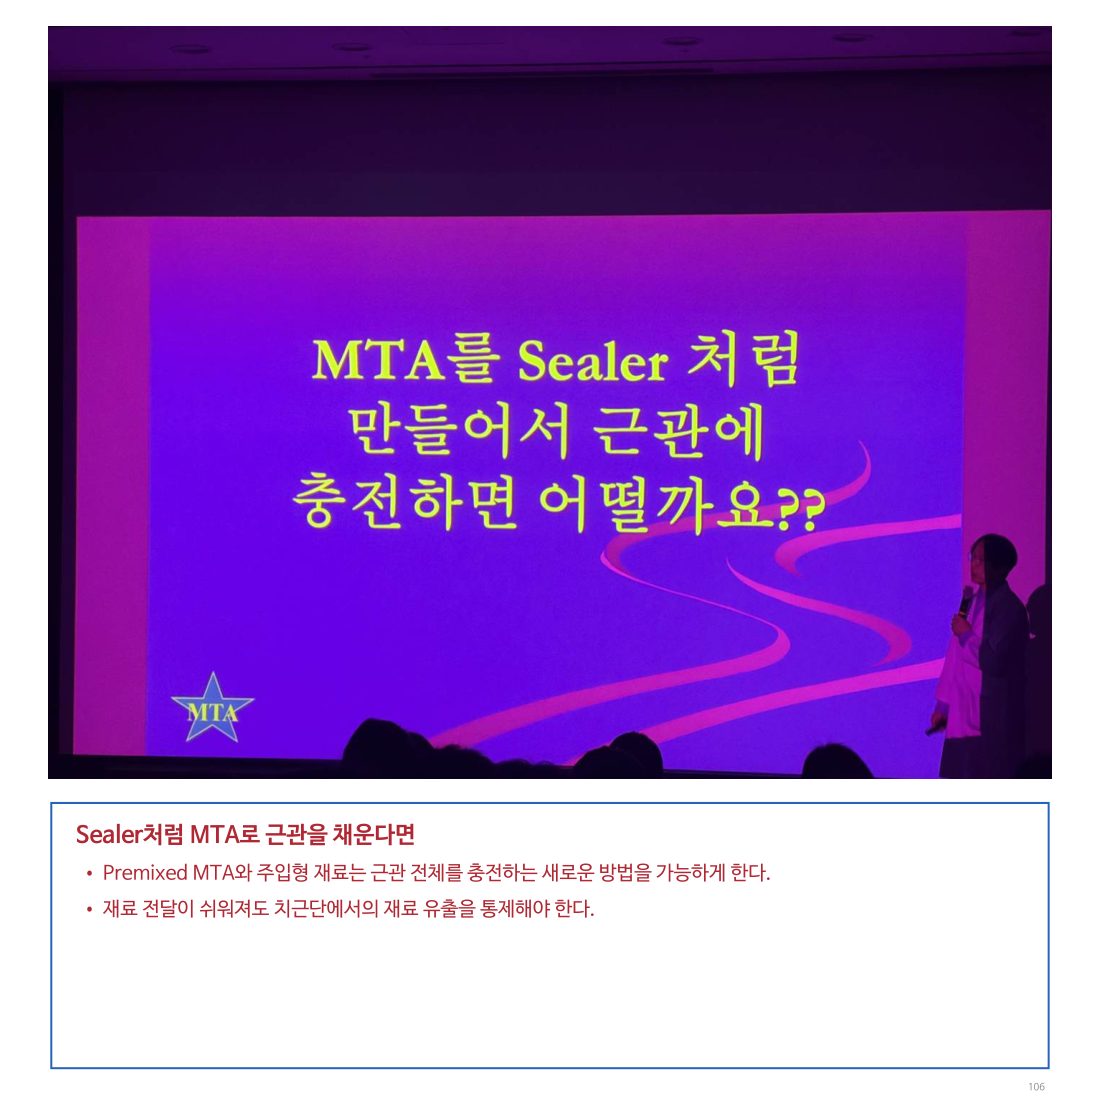 MTA를 Sealer 처럼
만들어서 근관에
충전하면 어떨까요??
MTA
Sealer처럼 MTA로 근관을 채운다면
• Premixed MTA와 주입형 재료는 근관 전체를 충전하는 새로운 방법을 가능하게 한다.
• 재료 전달이 쉬워져도 치근단에서의 재료 유출을 통제해야 한다.
106